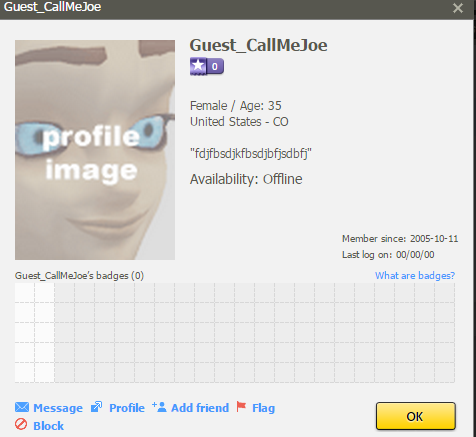 Guest_CallMeJoe
profile
image
Guest_CallMeJoe
0
Female / Age: 35
United States - CO
"fdjfbsdjkfbsdjbfjsdbfj"
Availability: Offline
Member since: 2005-10-11
Last log on: 00/00/00
Guest_CallMeJoe's badges (0)
What are badges?
Message
Profile
Add friend
Flag
Block
OK